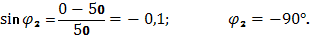 sin φ₂ = (0 − 50)/50 = − 0,1; φ₂ = −90°.